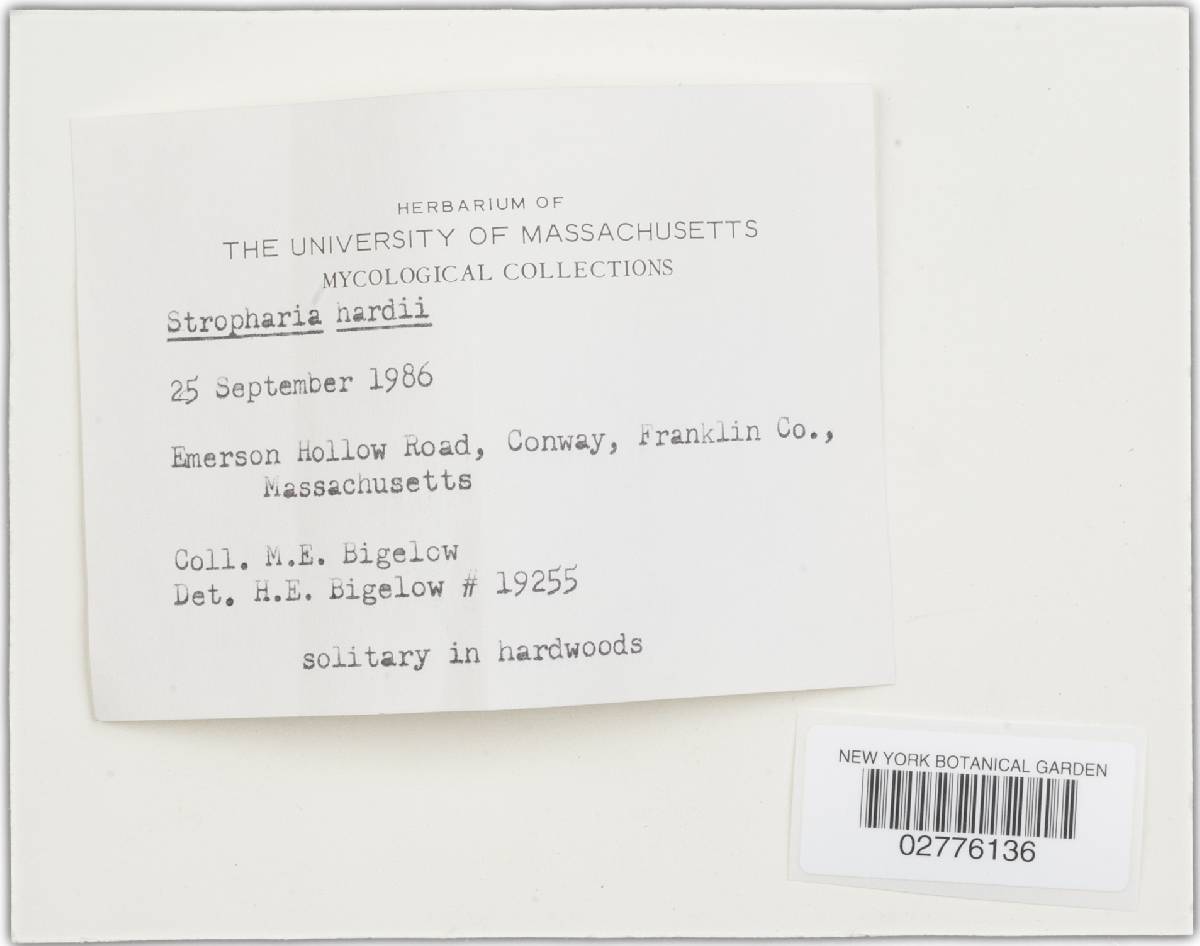 HERBARIUM OF
THE UNIVERSITY OF MASSACHUSETTS
MYCOLOGICAL COLLECTIONS
Stropharia hardii
25 September 1986
Emerson Hollow Road, Conway, Franklin Co.,
Massachusetts
Coll. M.E. Bigelow
Det. H.E. Bigelow # 19255
solitary in hardwoods
NEW YORK BOTANICAL GARDEN
02776136